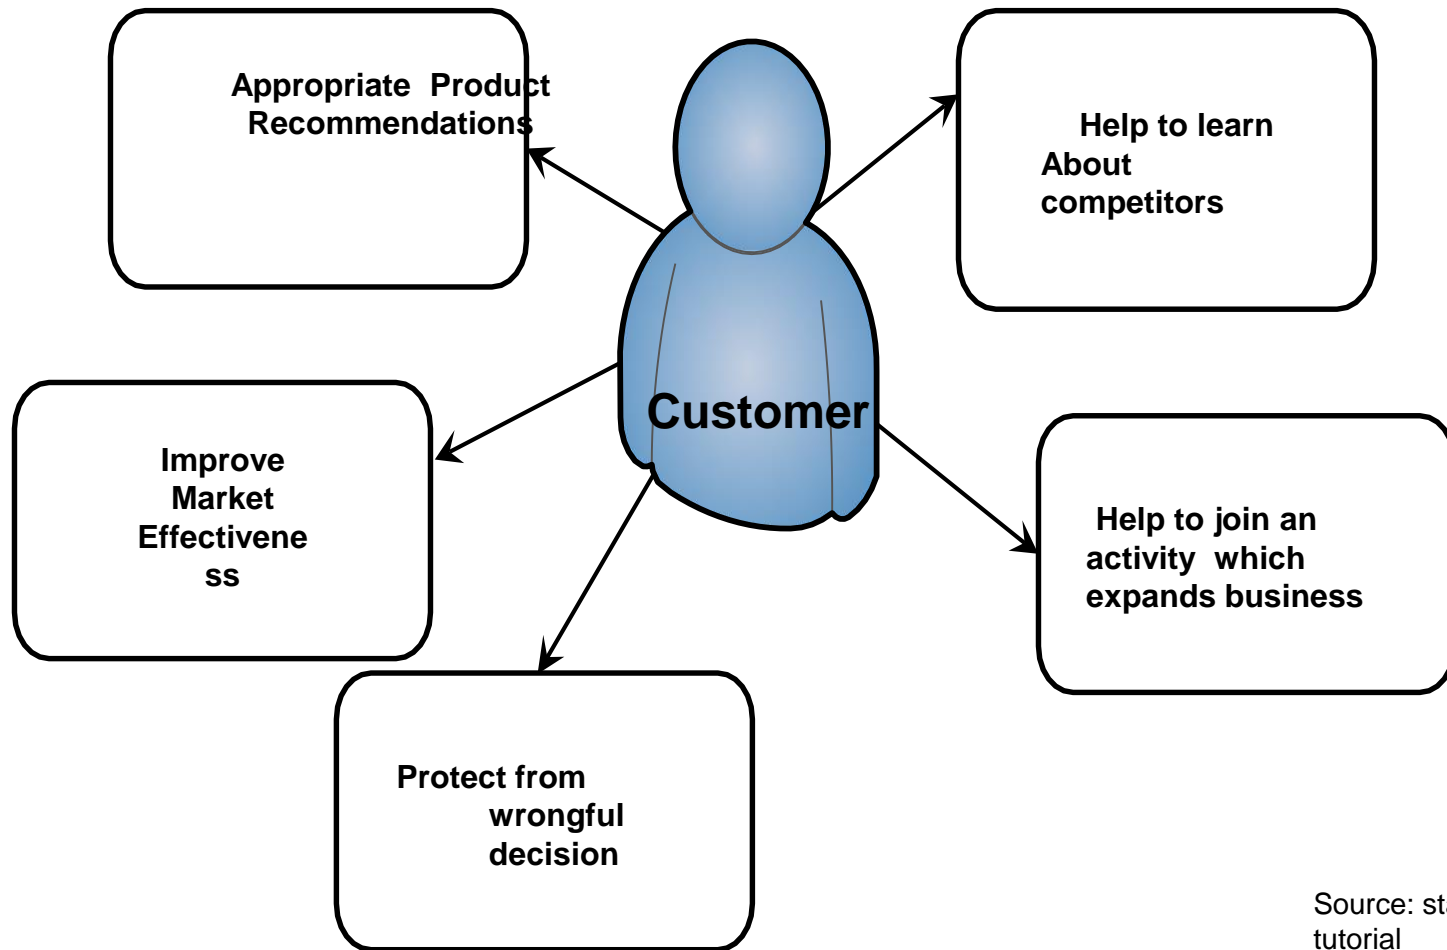 Appropriate Product
Recommendations
Help to learn
About
competitors
Customer
Improve
Market
Effectivene
ss
Help to join an
activity which
expands business
Protect from
wrongful
decision
Source:
tutorial